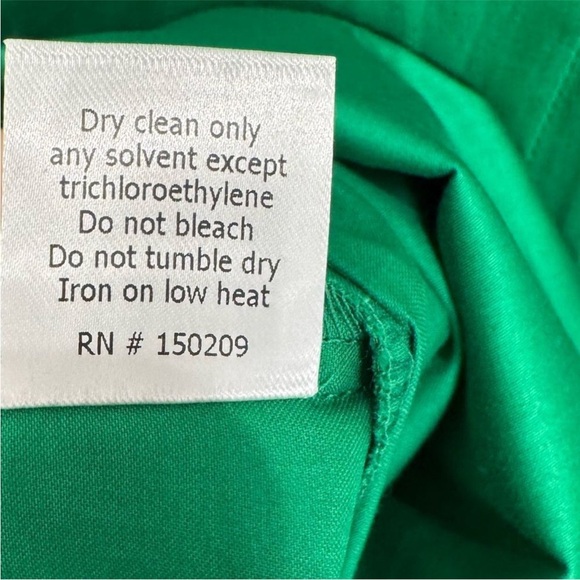 Dry clean only
any solvent except
trichloroethylene
Do not bleach
Do not tumble dry
Iron on low heat
RN # 150209